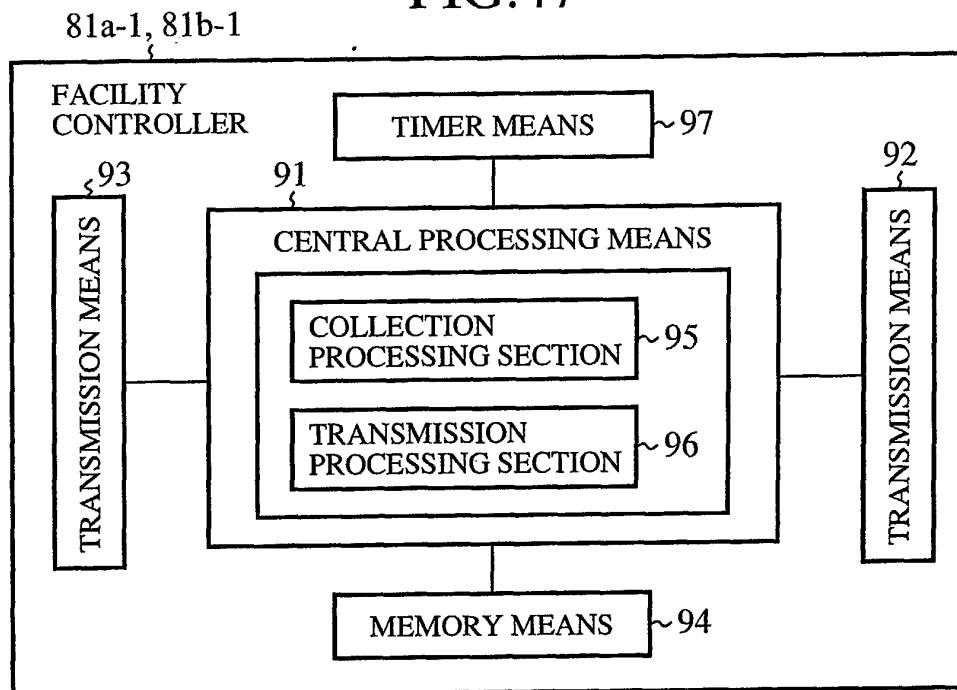 81a-1, 81b-1
FACILITY
CONTROLLER
TIMER MEANS
97
93
91
92
TRANSMISSION MEANS
CENTRAL PROCESSING MEANS
COLLECTION
PROCESSING SECTION
95
TRANSMISSION
PROCESSING SECTION
96
TRANSMISSION MEANS
MEMORY MEANS
94